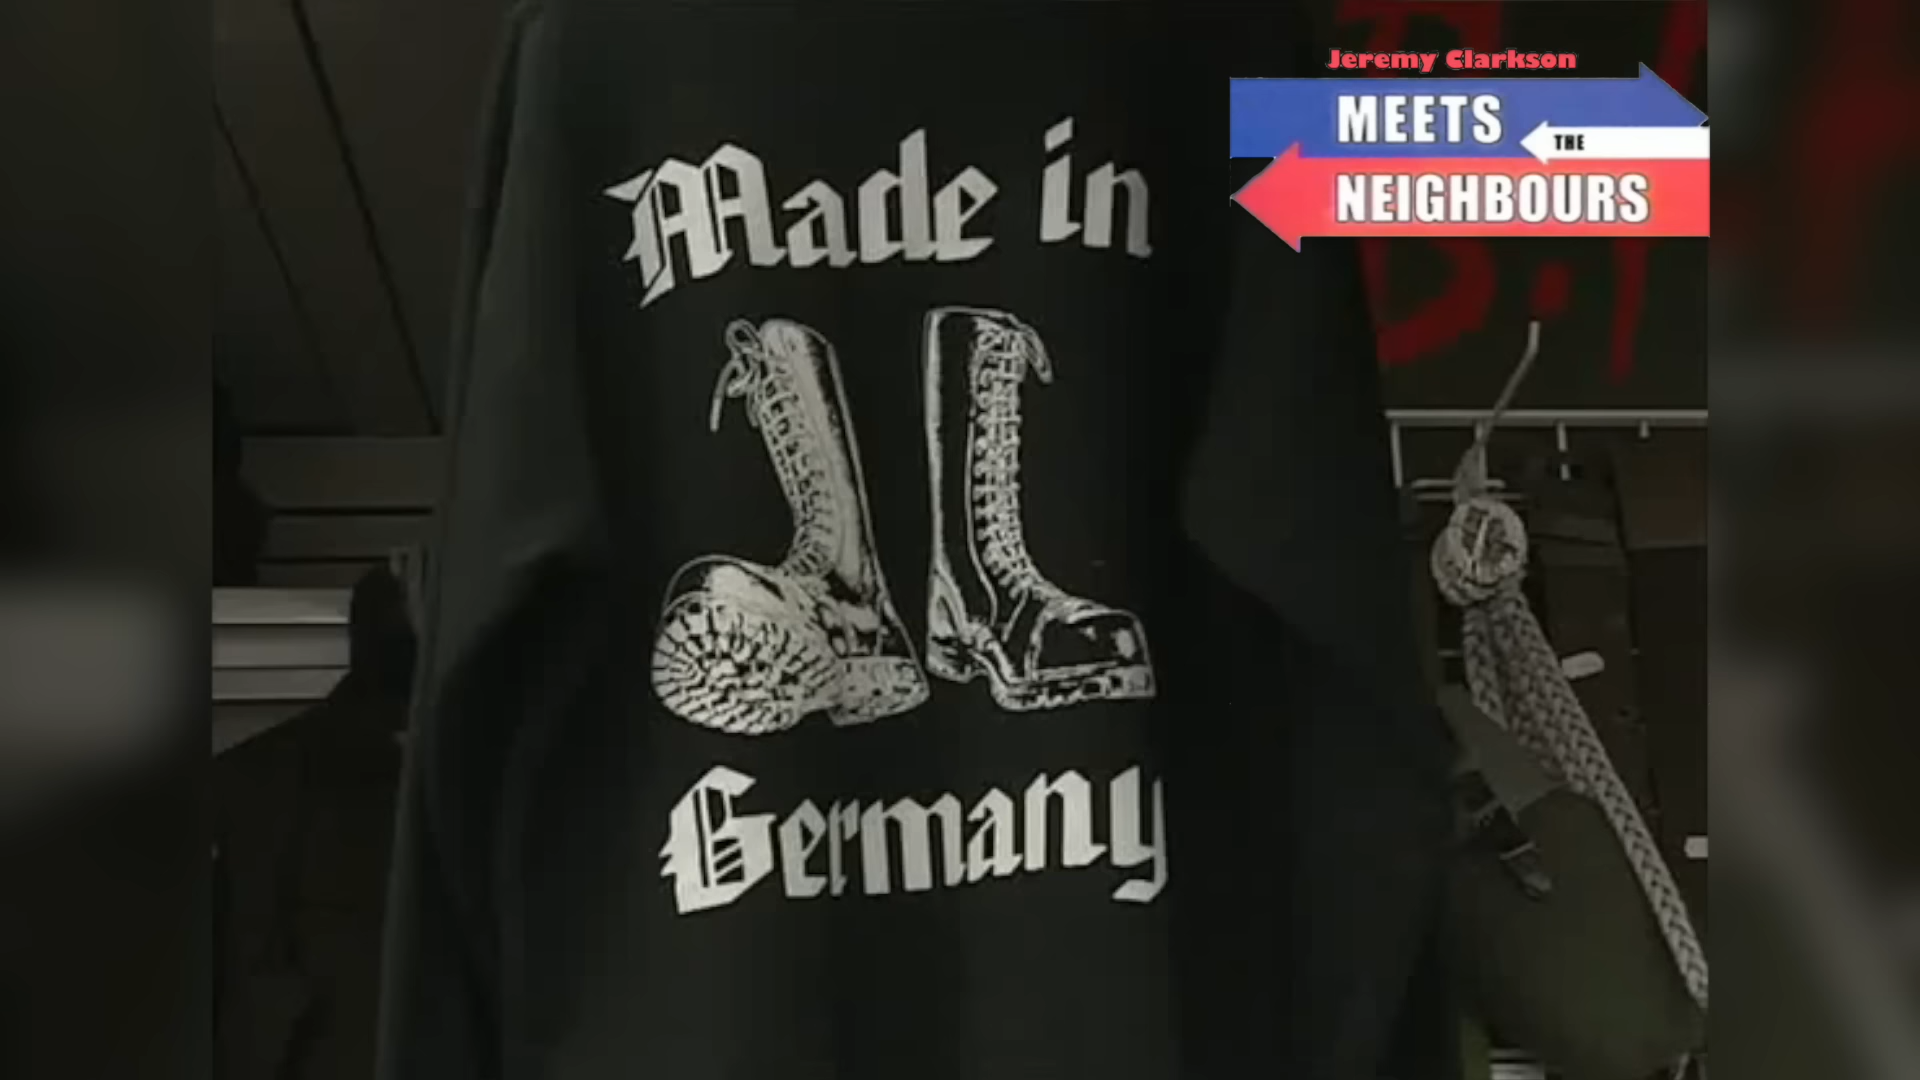 Made in
Germany
Jeremy Clarkson
MEETS
THE
NEIGHBOURS